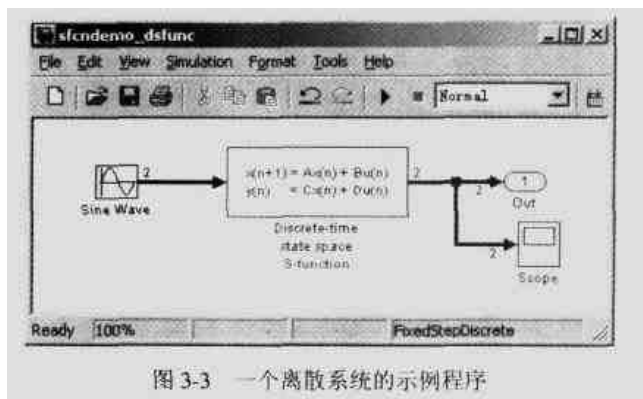 sfcndemo_dsfunc
File Edit View Simulation Format Tools Help
Normal
2
x(n+1) = Ax(n) + Bu(n)
y(n) = Cx(n) + Du(n)
2
2
1
Sine Wave
Out
Discrete-time
state space
S-function
2
Scope
Ready 100% FixedStepDiscrete
图 3-3 一个离散系统的示例程序